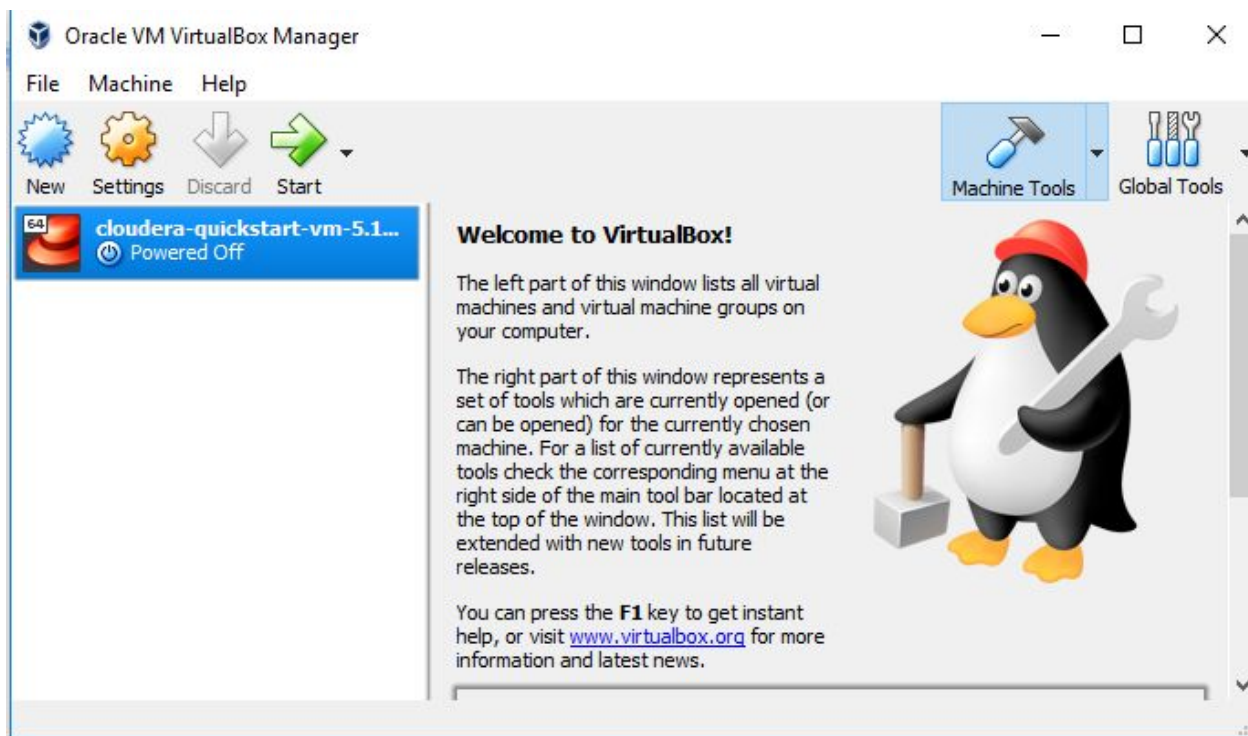 Oracle VM VirtualBox Manager
File Machine Help
New Settings Discard Start
Machine Tools Global Tools
64
cloudera-quickstart-vm-5.1...
Powered Off
Welcome to VirtualBox!
The left part of this window lists all virtual
machines and virtual machine groups on
your computer.
The right part of this window represents a
set of tools which are currently opened (or
can be opened) for the currently chosen
machine. For a list of currently available
tools check the corresponding menu at the
right side of the main tool bar located at
the top of the window. This list will be
extended with new tools in future
releases.
You can press the F1 key to get instant
help, or visit www.virtualbox.org for more
information and latest news.